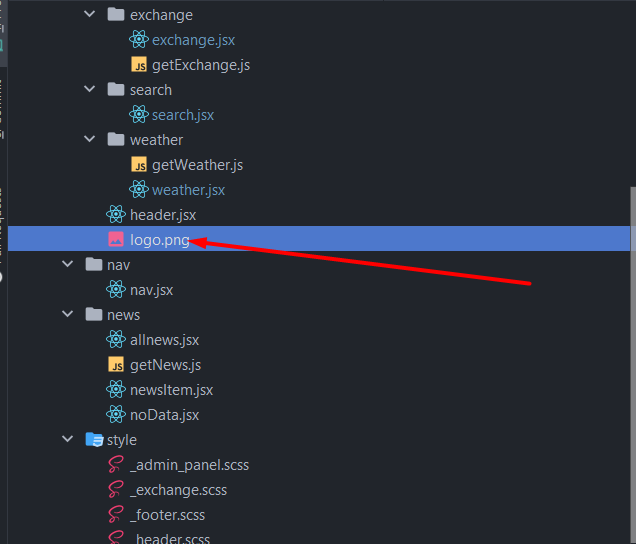 exchange
exchange.jsx
JS getExchange.js
search
search.jsx
weather
JS getWeather.js
weather.jsx
header.jsx
logo.png
nav
nav.jsx
news
allnews.jsx
JS getNews.js
newsItem.jsx
noData.jsx
style
_admin_panel.scss
_exchange.scss
_footer.scss
_header.scss